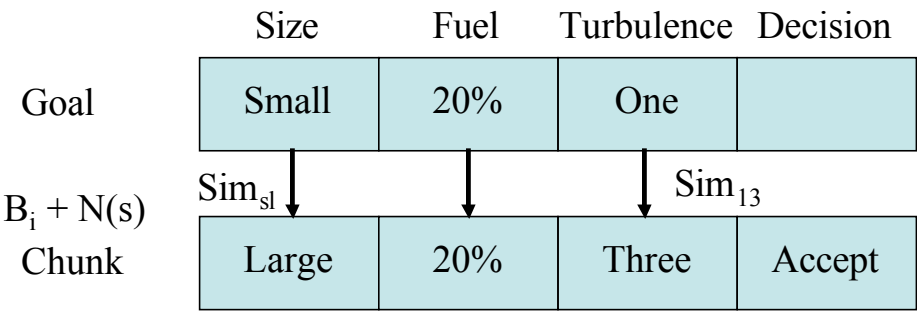 Size Fuel Turbulence Decision
Goal Small 20% One
Sim_sl Sim_13
B_i + N(s)
Chunk Large 20% Three Accept